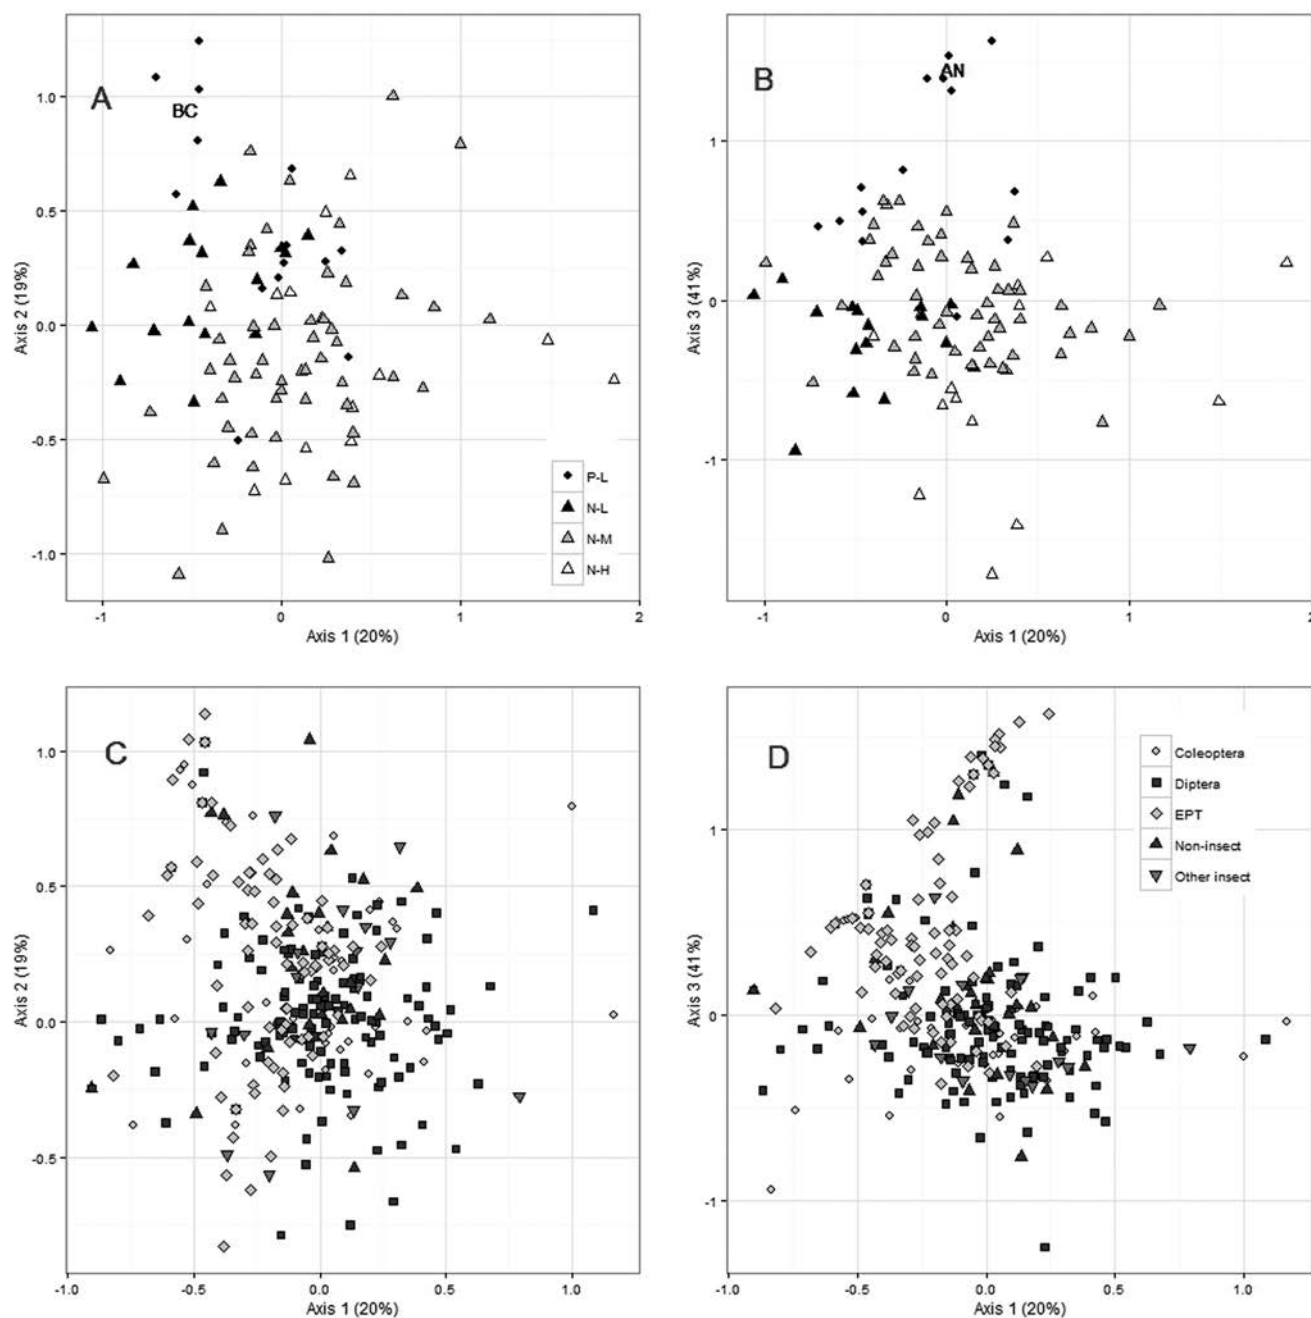 A
BC
1.0
0.5
0.0
-0.5
-1.0
Axis 2 (19%)
P-L
N-L
N-M
N-H
-1
0
1
2
Axis 1 (20%)
B
AN
1
0
-1
Axis 3 (41%)
-1
0
1
2
Axis 1 (20%)
C
1.0
0.5
0.0
-0.5
Axis 2 (19%)
-1.0
-0.5
0.0
0.5
1.0
Axis 1 (20%)
D
Coleoptera
Diptera
EPT
Non-insect
Other insect
1
0
-1
Axis 3 (41%)
-1.0
-0.5
0.0
0.5
1.0
Axis 1 (20%)